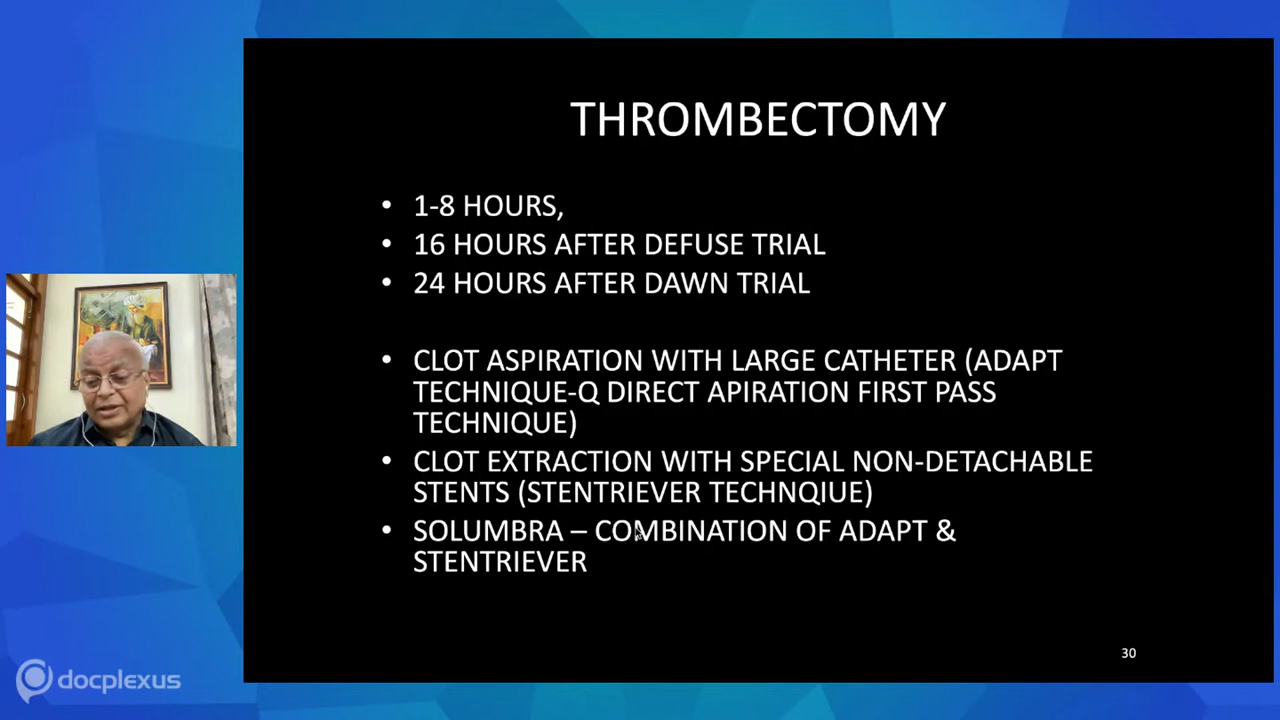 THROMBECTOMY
• 1-8 HOURS,
• 16 HOURS AFTER DEFUSE TRIAL
• 24 HOURS AFTER DAWN TRIAL
• CLOT ASPIRATION WITH LARGE CATHETER (ADAPT
TECHNIQUE-Q DIRECT APIRATION FIRST PASS
TECHNIQUE)
• CLOT EXTRACTION WITH SPECIAL NON-DETACHABLE
STENTS (STENTRIEVER TECHNQIUE)
• SOLUMBRA – COMBINATION OF ADAPT &
STENTRIEVER
30
docplexus